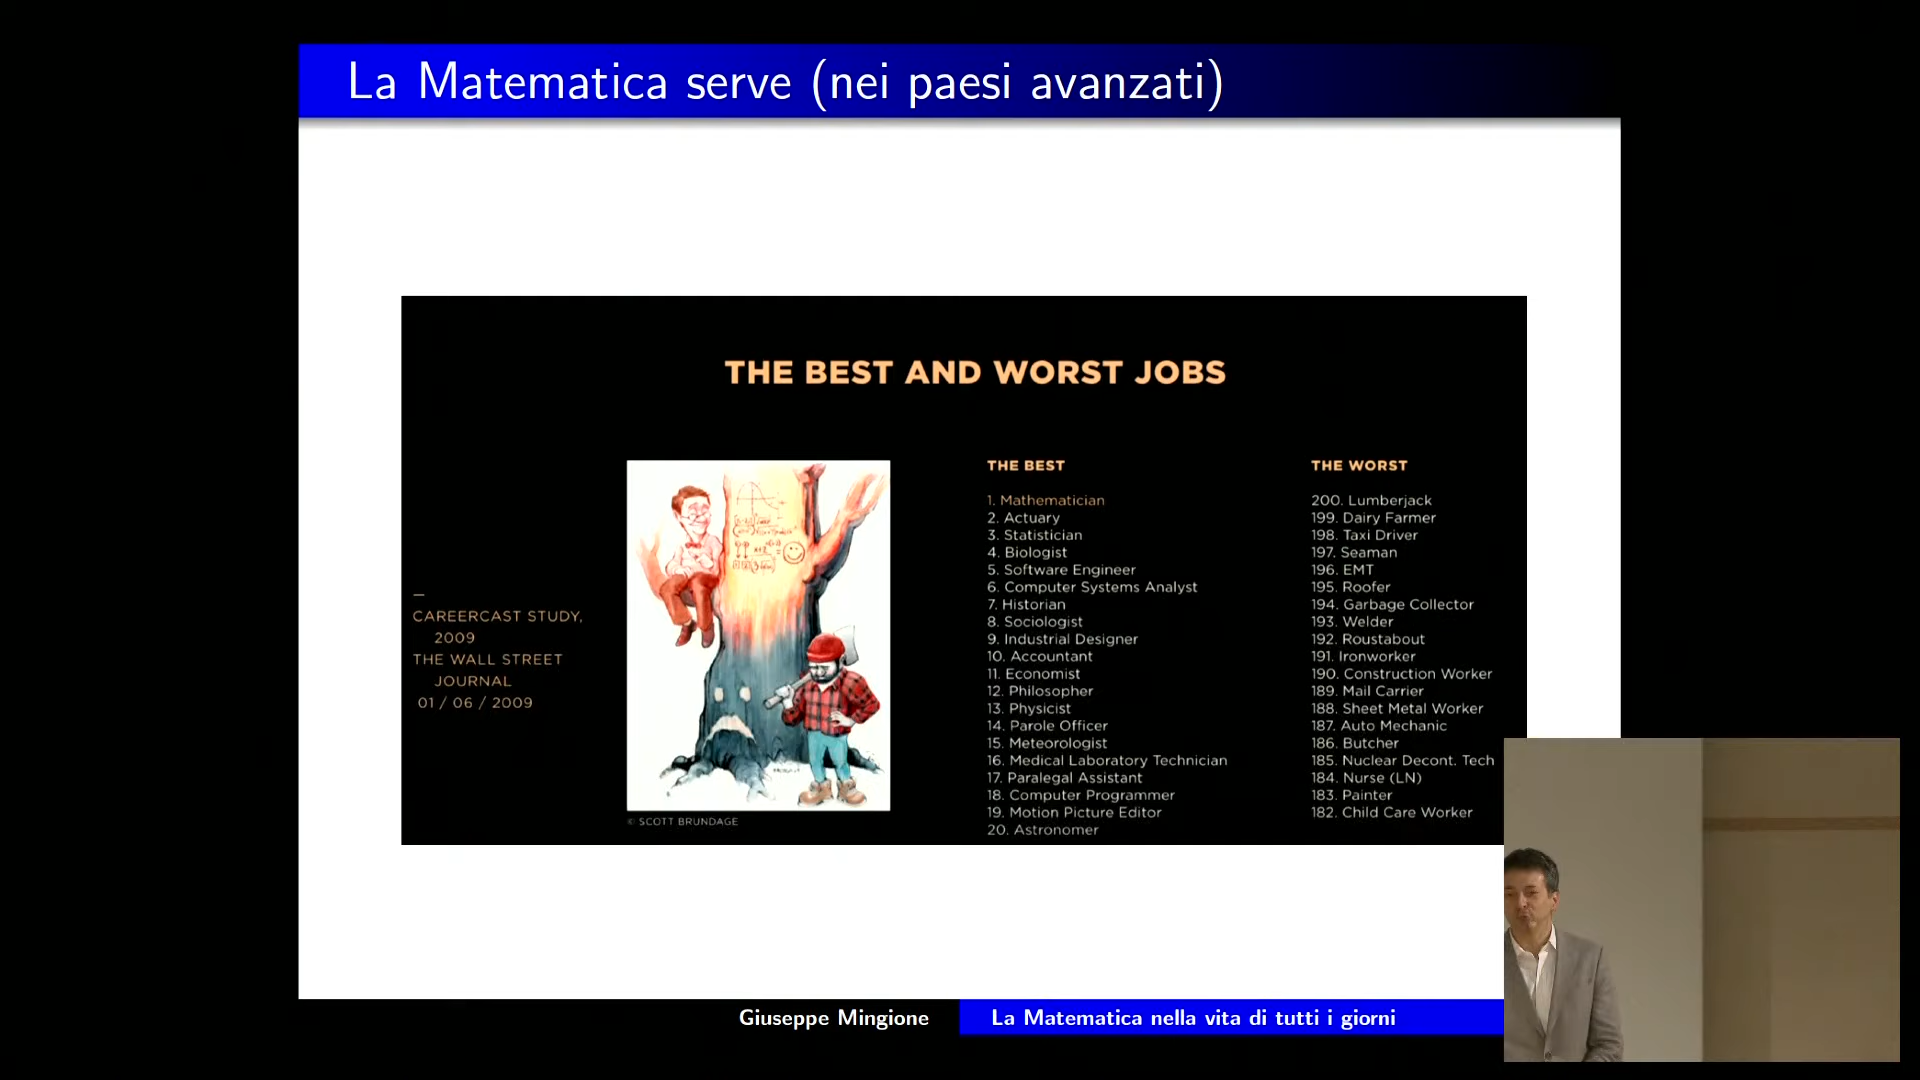 La Matematica serve (nei paesi avanzati)
THE BEST AND WORST JOBS
—
CAREERCAST STUDY,
2009
THE WALL STREET
JOURNAL
01 / 06 / 2009
© SCOTT BRUNDAGE
THE BEST
1. Mathematician
2. Actuary
3. Statistician
4. Biologist
5. Software Engineer
6. Computer Systems Analyst
7. Historian
8. Sociologist
9. Industrial Designer
10. Accountant
11. Economist
12. Philosopher
13. Physicist
14. Parole Officer
15. Meteorologist
16. Medical Laboratory Technician
17. Paralegal Assistant
18. Computer Programmer
19. Motion Picture Editor
20. Astronomer
THE WORST
200. Lumberjack
199. Dairy Farmer
198. Taxi Driver
197. Seaman
196. EMT
195. Roofer
194. Garbage Collector
193. Welder
192. Roustabout
191. Ironworker
190. Construction Worker
189. Mail Carrier
188. Sheet Metal Worker
187. Auto Mechanic
186. Butcher
185. Nuclear Decont. Tech
184. Nurse (LN)
183. Painter
182. Child Care Worker
Giuseppe Mingione
La Matematica nella vita di tutti i giorni